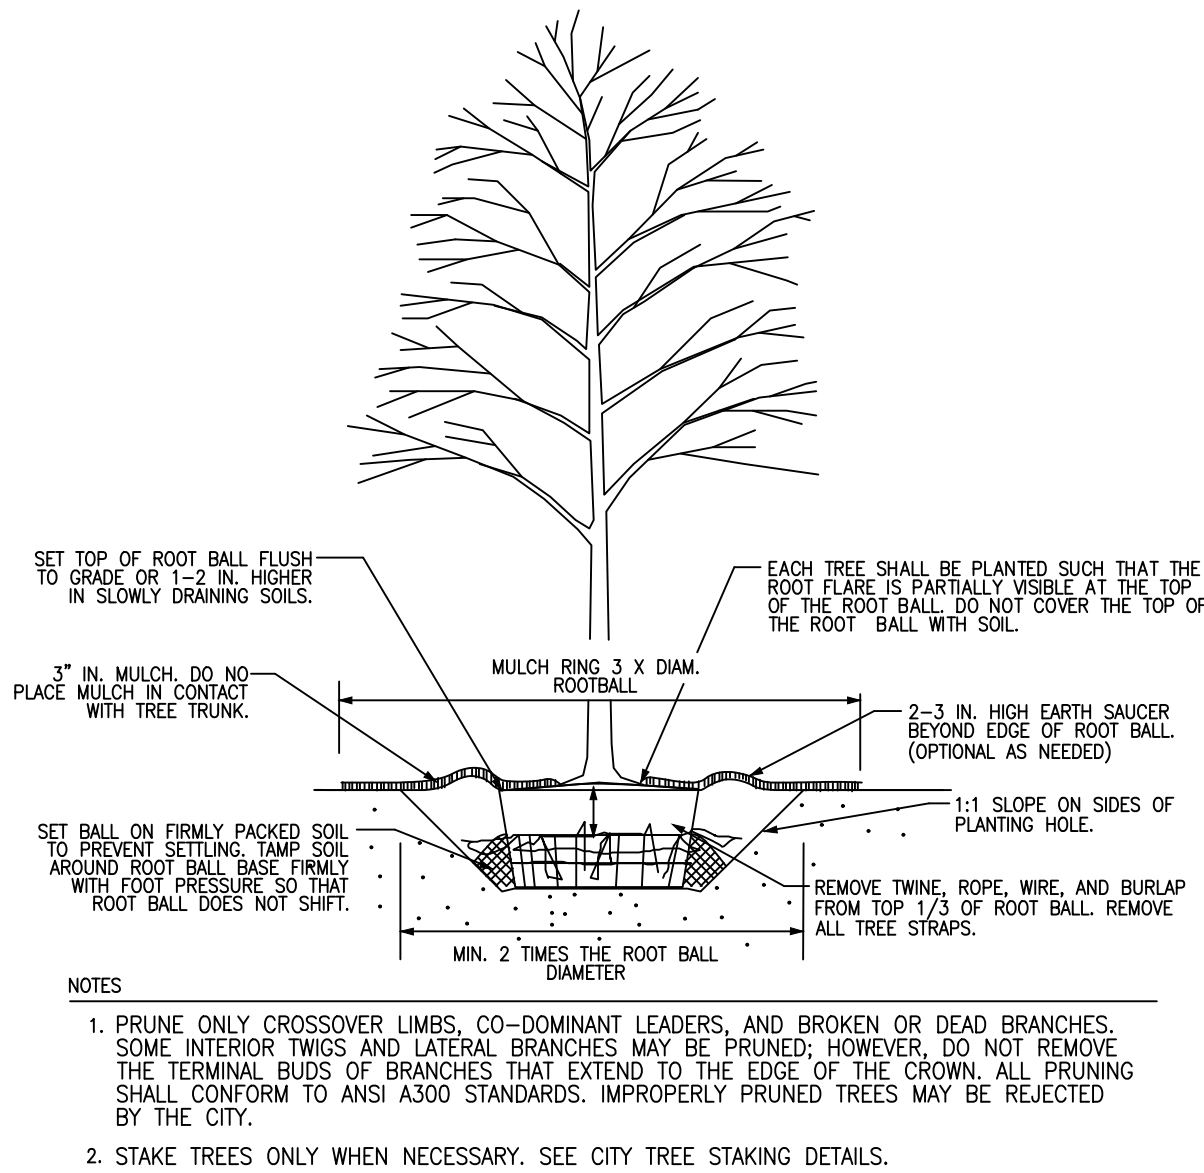 SET TOP OF ROOT BALL FLUSH
TO GRADE OR 1-2 IN. HIGHER
IN SLOWLY DRAINING SOILS.
EACH TREE SHALL BE PLANTED SUCH THAT THE
ROOT FLARE IS PARTIALLY VISIBLE AT THE TOP
OF THE ROOT BALL. DO NOT COVER THE TOP OF
THE ROOT BALL WITH SOIL.
MULCH RING 3 X DIAM.
ROOTBALL
3" IN. MULCH. DO NO
PLACE MULCH IN CONTACT
WITH TREE TRUNK.
2-3 IN. HIGH EARTH SAUCER
BEYOND EDGE OF ROOT BALL.
(OPTIONAL AS NEEDED)
1:1 SLOPE ON SIDES OF
PLANTING HOLE.
SET BALL ON FIRMLY PACKED SOIL
TO PREVENT SETTLING. TAMP SOIL
AROUND ROOT BALL BASE FIRMLY
WITH FOOT PRESSURE SO THAT
ROOT BALL DOES NOT SHIFT.
REMOVE TWINE, ROPE, WIRE, AND BURLAP
FROM TOP 1/3 OF ROOT BALL. REMOVE
ALL TREE STRAPS.
MIN. 2 TIMES THE ROOT BALL
DIAMETER
NOTES
1. PRUNE ONLY CROSSOVER LIMBS, CO-DOMINANT LEADERS, AND BROKEN OR DEAD BRANCHES.
SOME INTERIOR TWIGS AND LATERAL BRANCHES MAY BE PRUNED; HOWEVER, DO NOT REMOVE
THE TERMINAL BUDS OF BRANCHES THAT EXTEND TO THE EDGE OF THE CROWN. ALL PRUNING
SHALL CONFORM TO ANSI A300 STANDARDS. IMPROPERLY PRUNED TREES MAY BE REJECTED
BY THE CITY.
2. STAKE TREES ONLY WHEN NECESSARY. SEE CITY TREE STAKING DETAILS.